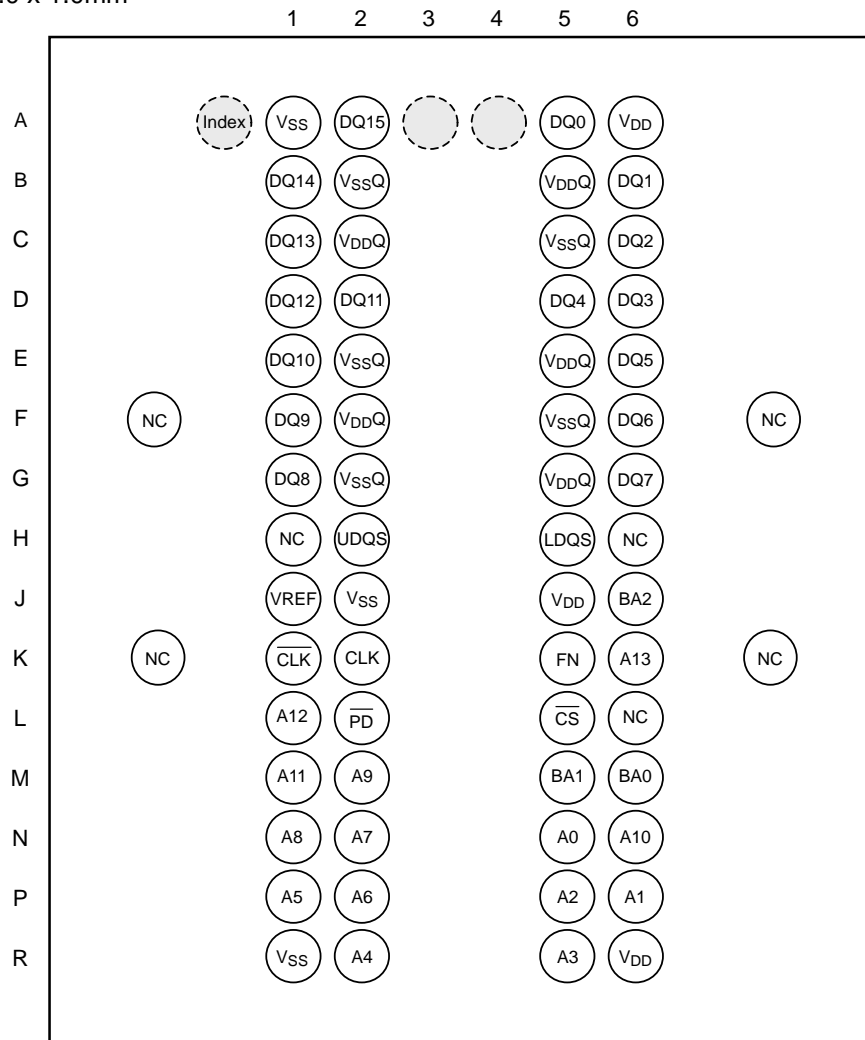 1 2 3 4 5 6
A Index VSS DQ15 DQ0 VDD
B DQ14 VSSQ VDDQ DQ1
C DQ13 VDDQ VSSQ DQ2
D DQ12 DQ11 DQ4 DQ3
E DQ10 VSSQ VDDQ DQ5
F NC DQ9 VDDQ VSSQ DQ6 NC
G DQ8 VSSQ VDDQ DQ7
H NC UDQS LDQS NC
J VREF VSS VDD BA2
K NC C̅L̅K̅ CLK FN A13 NC
L A12 P̅D̅ C̅S̅ NC
M A11 A9 BA1 BA0
N A8 A7 A0 A10
P A5 A6 A2 A1
R VSS A4 A3 VDD